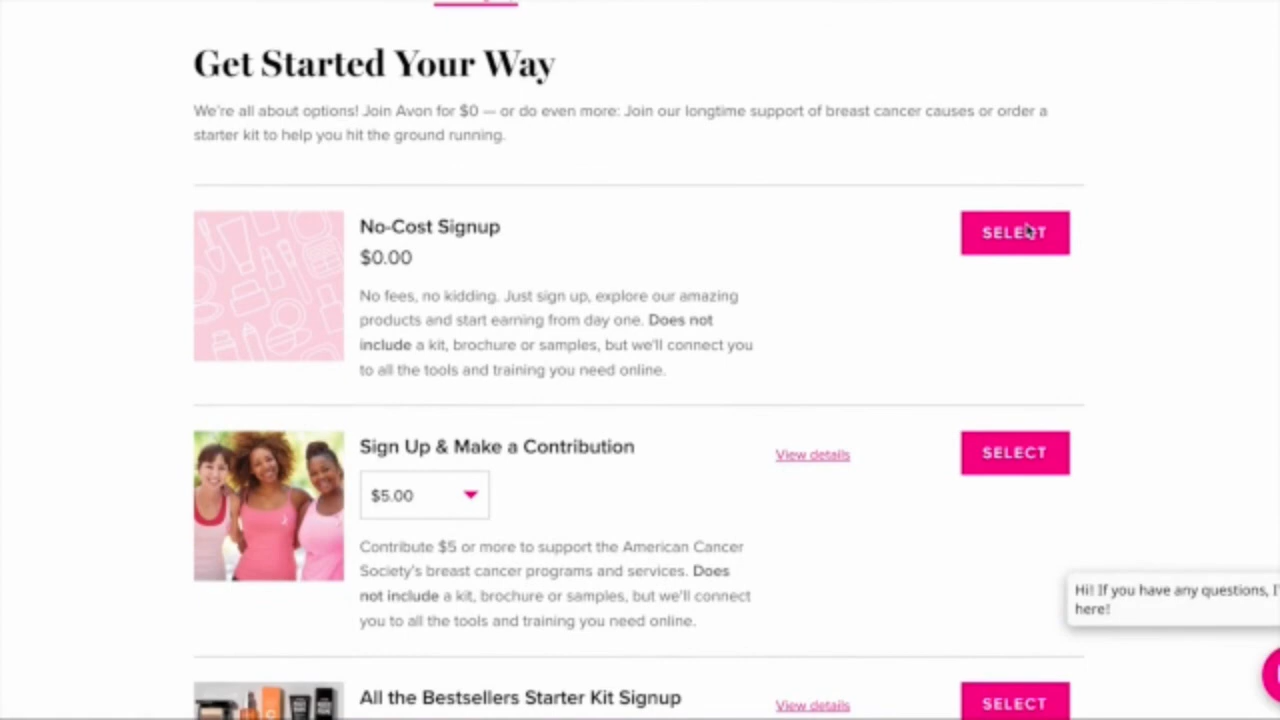 Get Started Your Way
We're all about options! Join Avon for $0 — or do even more: Join our longtime support of breast cancer causes or order a
starter kit to help you hit the ground running.
No-Cost Signup
SELECT
$0.00
No fees, no kidding. Just sign up, explore our amazing
products and start earning from day one. Does not
include a kit, brochure or samples, but we'll connect you
to all the tools and training you need online.
Sign Up & Make a Contribution
View details
SELECT
$5.00
Contribute $5 or more to support the American Cancer
Society's breast cancer programs and services. Does
not include a kit, brochure or samples, but we'll connect
you to all the tools and training you need online.
Hi! If you have any questions,
here!
All the Bestsellers Starter Kit Signup
View details
SELECT